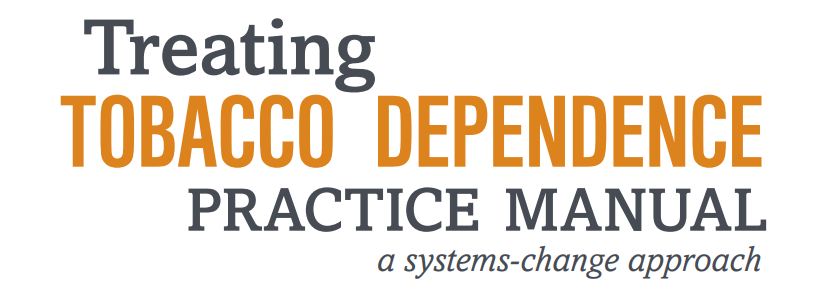 Treating
TOBACCO DEPENDENCE
PRACTICE MANUAL
a systems-change approach